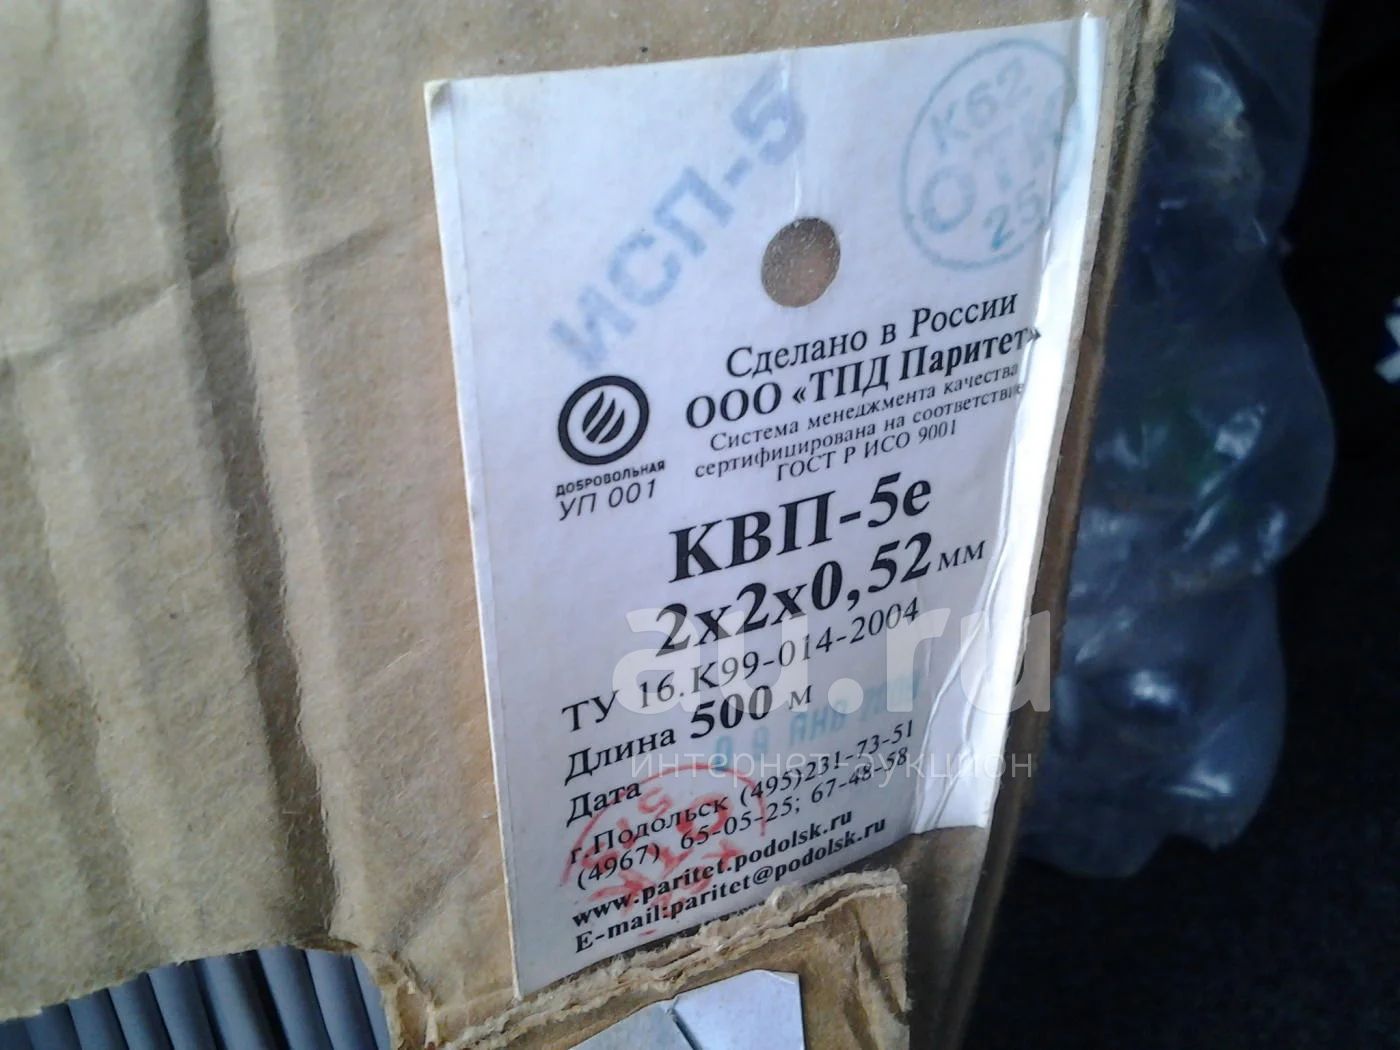 ИСП-5
К62
ОТК
25
Сделано в России
ООО «ТПД Паритет»
Система менеджмента качества
сертифицирована на соответствие
ГОСТ Р ИСО 9001
ДОБРОВОЛЬНАЯ
УП 001
КВП-5е
2х2х0,52 мм
ТУ 16.К99-014-2004
Длина 500 м
Дата
г.Подольск (495)231-73-51
(4967) 65-05-25; 67-48-58
www.paritet.podolsk.ru
E-mail:paritet@podolsk.ru
au.ru
интернет-аукцион